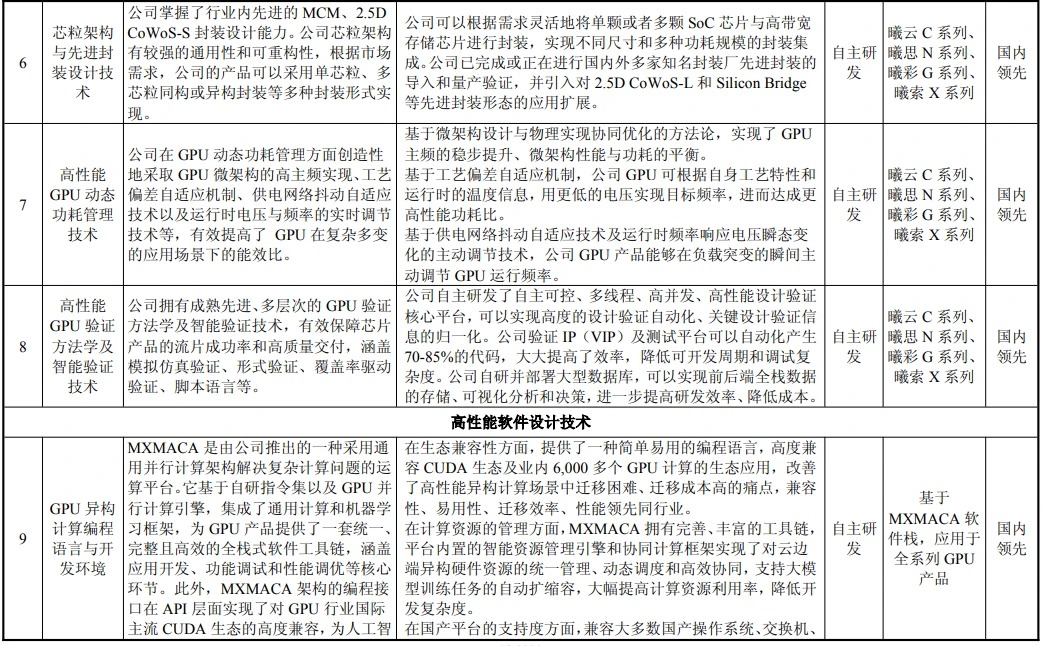 6
芯粒架构
与先进封
装设计技
术
公司掌握了行业内先进的 MCM、2.5D
CoWoS-S 封装设计能力。公司芯粒架构
有较强的通用性和可重构性，根据市场
需求，公司的产品可以采用单芯粒、多
芯粒同构或异构封装等多种封装形式实
现。
公司可以根据需求灵活地将单颗或者多颗 SoC 芯片与高带宽
存储芯片进行封装，实现不同尺寸和多种功耗规模的封装集
成。公司已完成或正在进行国内外多家知名封装厂先进封装的
导入和量产验证，并引入对 2.5D CoWoS-L 和 Silicon Bridge
等先进封装形态的应用扩展。
自主研
发
曦云 C 系列、
曦思 N 系列、
曦彩 G 系列、
曦索 X 系列
国内
领先
7
高性能
GPU 动态
功耗管理
技术
公司在 GPU 动态功耗管理方面创造性
地采取 GPU 微架构的高主频实现、工艺
偏差自适应机制、供电网络抖动自适应
技术以及运行时电压与频率的实时调节
技术等，有效提高了 GPU 在复杂多变
的应用场景下的能效比。
基于微架构设计与物理实现协同优化的方法论，实现了 GPU
主频的稳步提升、微架构性能与功耗的平衡。
基于工艺偏差自适应机制，公司 GPU 可根据自身工艺特性和
运行时的温度信息，用更低的电压实现目标频率，进而达成更
高性能功耗比。
基于供电网络抖动自适应技术及运行时频率响应电压瞬态变
化的主动调节技术，公司 GPU 产品能够在负载突变的瞬间主
动调节 GPU 运行频率。
自主研
发
曦云 C 系列、
曦思 N 系列、
曦彩 G 系列、
曦索 X 系列
国内
领先
8
高性能
GPU 验证
方法学及
智能验证
技术
公司拥有成熟先进、多层次的 GPU 验证
方法学及智能验证技术，有效保障芯片
产品的流片成功率和高质量交付，涵盖
模拟仿真验证、形式验证、覆盖率驱动
验证、脚本语言等。
公司自主研发了自主可控、多线程、高并发、高性能设计验证
核心平台，可以实现高度的设计验证自动化、关键设计验证信
息的归一化。公司验证 IP（VIP）及测试平台可以自动化产生
70-85%的代码，大大提高了效率，降低可开发周期和调试复
杂度。公司自研并部署大型数据库，可以实现前后端全栈数据
的存储、可视化分析和决策，进一步提高研发效率、降低成本。
自主研
发
曦云 C 系列、
曦思 N 系列、
曦彩 G 系列、
曦索 X 系列
国内
领先
高性能软件设计技术
9
GPU 异构
计算编程
语言与开
发环境
MXMACA 是由公司推出的一种采用通
用并行计算架构解决复杂计算问题的运
算平台。它基于自研指令集以及 GPU 并
行计算引擎，集成了通用计算和机器学
习框架，为 GPU 产品提供了一套统一、
完整且高效的全栈式软件工具链，涵盖
应用开发、功能调试和性能调优等核心
环节。此外，MXMACA 架构的编程接
口在 API 层面实现了对 GPU 行业国际
主流 CUDA 生态的高度兼容，为人工智
在生态兼容性方面，提供了一种简单易用的编程语言，高度兼
容 CUDA 生态及业内 6,000 多个 GPU 计算的生态应用，改善
了高性能异构计算场景中迁移困难、迁移成本高的痛点，兼容
性、易用性、迁移效率、性能领先同行业。
在计算资源的管理方面，MXMACA 拥有完善、丰富的工具链，
平台内置的智能资源管理引擎和协同计算框架实现了对云边
端异构硬件资源的统一管理、动态调度和高效协同，支持大模
型训练任务的自动扩缩容，大幅提高计算资源利用率，降低开
发复杂度。
在国产平台的支持度方面，兼容大多数国产操作系统、交换机、
自主研
发
基于
MXMACA 软
件栈，应用于
全系列 GPU
产品
国内
领先